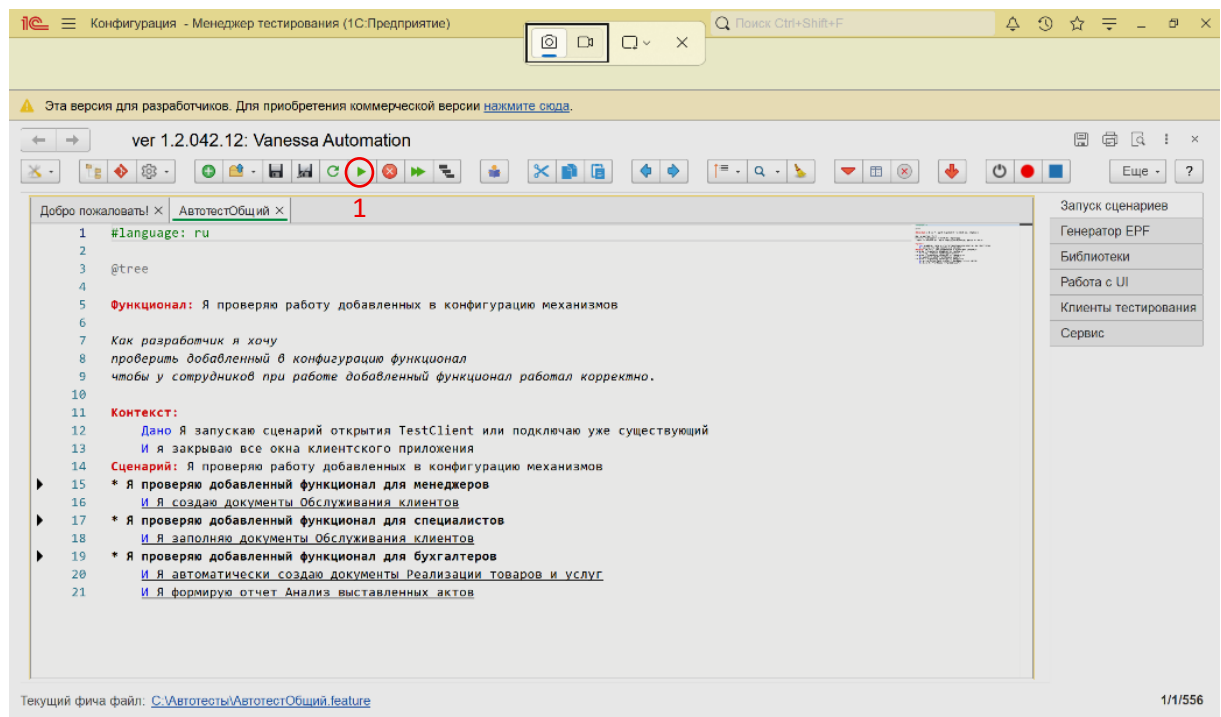 1С Конфигурация - Менеджер тестирования (1С:Предприятие)
Поиск Ctrl+Shift+F
Эта версия для разработчиков. Для приобретения коммерческой версии нажмите сюда.
ver 1.2.042.12: Vanessa Automation
Еще
?
1
Добро пожаловать! × АвтотестОбщий ×
1 #language: ru
2
3 @tree
4
5 Функционал: Я проверяю работу добавленных в конфигурацию механизмов
6
7 Как разработчик я хочу
8 проверить добавленный в конфигурацию функционал
9 чтобы у сотрудников при работе добавленный функционал работал корректно.
10
11 Контекст:
12 Дано Я запускаю сценарий открытия TestClient или подключаю уже существующий
13 И я закрываю все окна клиентского приложения
14 Сценарий: Я проверяю работу добавленных в конфигурацию механизмов
15 * Я проверяю добавленный функционал для менеджеров
16 И Я создаю документы Обслуживания клиентов
17 * Я проверяю добавленный функционал для специалистов
18 И Я заполняю документы Обслуживания клиентов
19 * Я проверяю добавленный функционал для бухгалтеров
20 И Я автоматически создаю документы Реализации товаров и услуг
21 И Я формирую отчет Анализ выставленных актов
Запуск сценариев
Генератор EPF
Библиотеки
Работа с UI
Клиенты тестирования
Сервис
Текущий фича файл: C:\Автотесты\АвтотестОбщий.feature
1/1/556